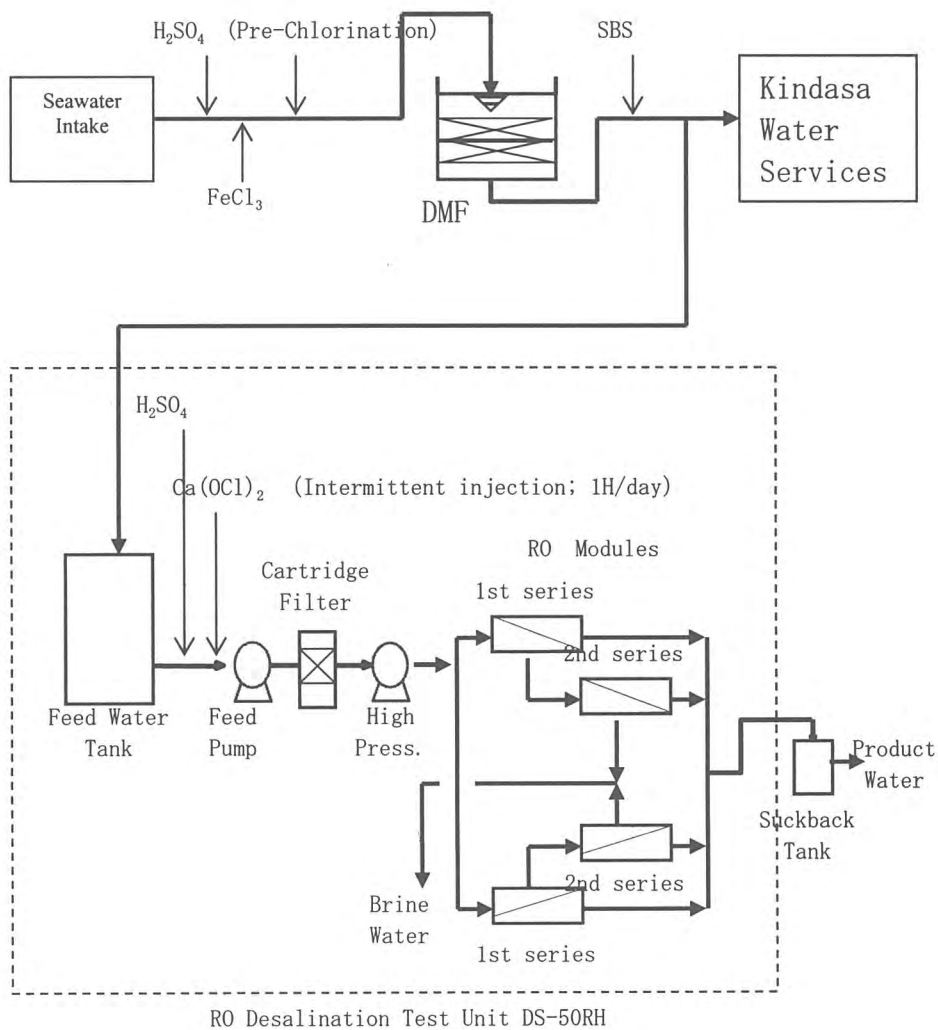 H₂SO₄ (Pre-Chlorination)
SBS
Seawater
Intake
Kindasa
Water
Services
FeCl₃
DMF
H₂SO₄
Ca(OCl)₂ (Intermittent injection; 1H/day)
RO Modules
Cartridge
Filter
1st series
2nd series
Feed Water
Tank
Feed
Pump
High
Press.
Product
Water
Suckback
Tank
2nd series
Brine
Water
1st series
RO Desalination Test Unit DS-50RH